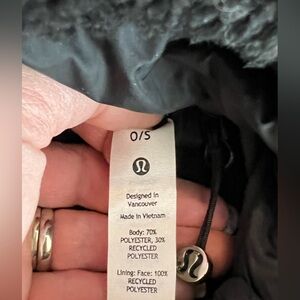 O/S
Designed in
Vancouver
Made in Vietnam
Body: 70%
POLYESTER, 30%
RECYCLED
POLYESTER
Lining: Face: 100%
RECYCLED
POLYESTER